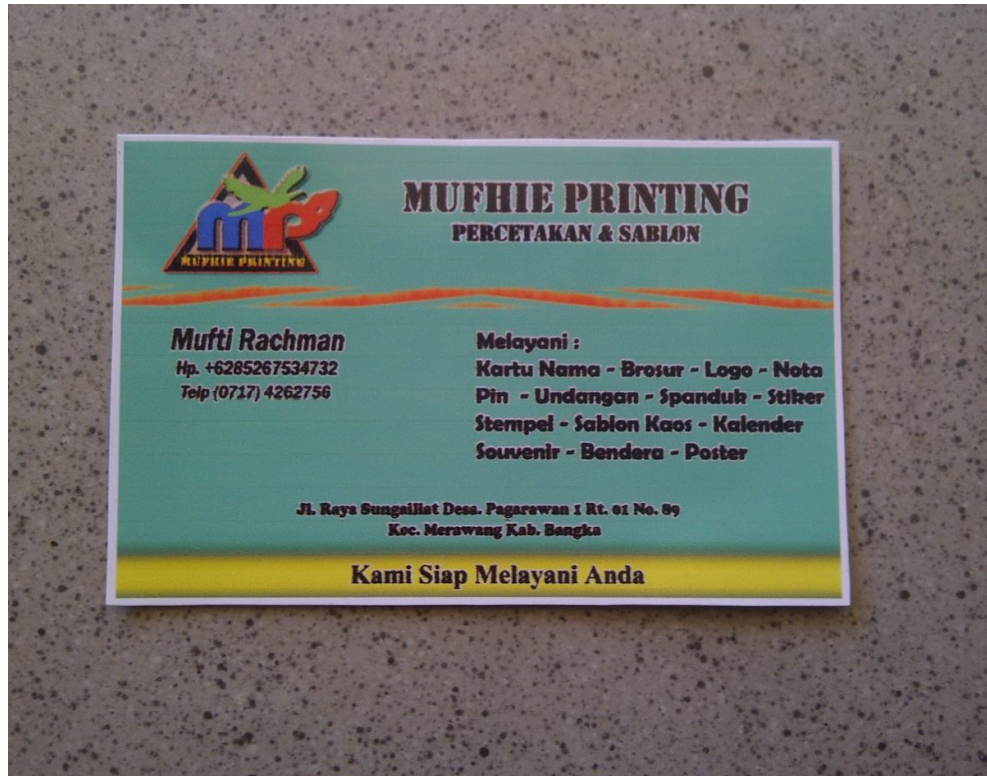 MUFHIE PRINTING
PERCETAKAN & SABLON
mp
MUFHIE PRINTING
Mufti Rachman
Hp. +6285267534732
Telp (0717) 4262756
Melayani :
Kartu Nama - Brosur - Logo - Nota
Pin - Undangan - Spanduk - Stiker
Stempel - Sablon Kaos - Kalender
Souvenir - Bendera - Poster
Jl. Raya Sungailiat Desa. Pagarawan 1 Rt. 01 No. 89
Kec. Merawang Kab. Bangka
Kami Siap Melayani Anda